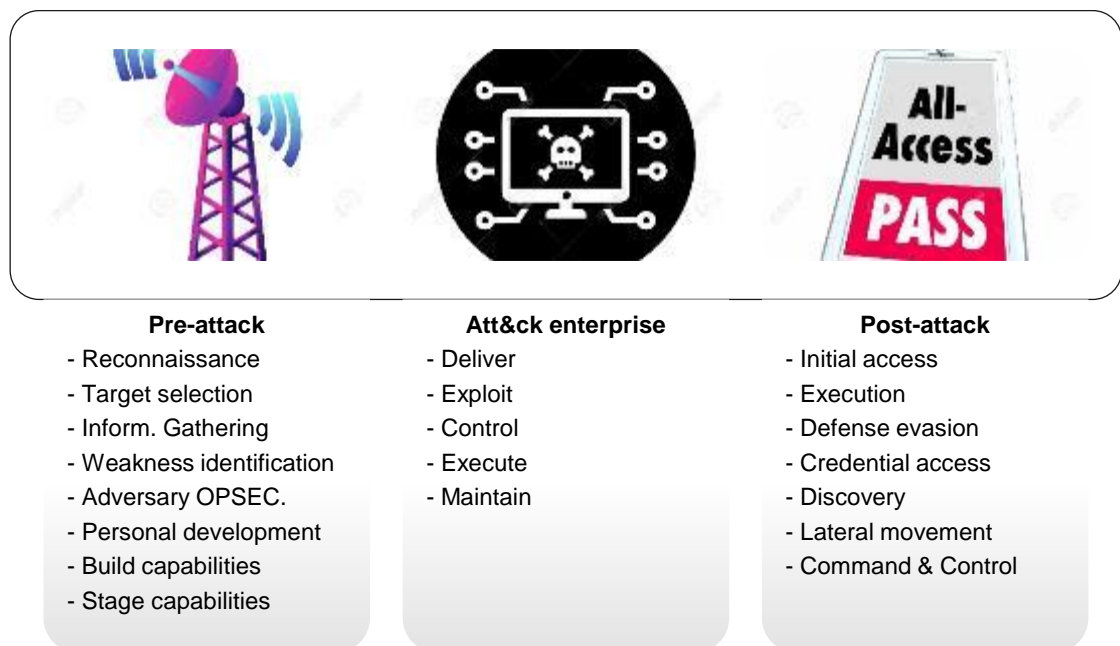 All-
Access
PASS
Pre-attack
- Reconnaissance
- Target selection
- Inform. Gathering
- Weakness identification
- Adversary OPSEC.
- Personal development
- Build capabilities
- Stage capabilities
Att&ck enterprise
- Deliver
- Exploit
- Control
- Execute
- Maintain
Post-attack
- Initial access
- Execution
- Defense evasion
- Credential access
- Discovery
- Lateral movement
- Command & Control